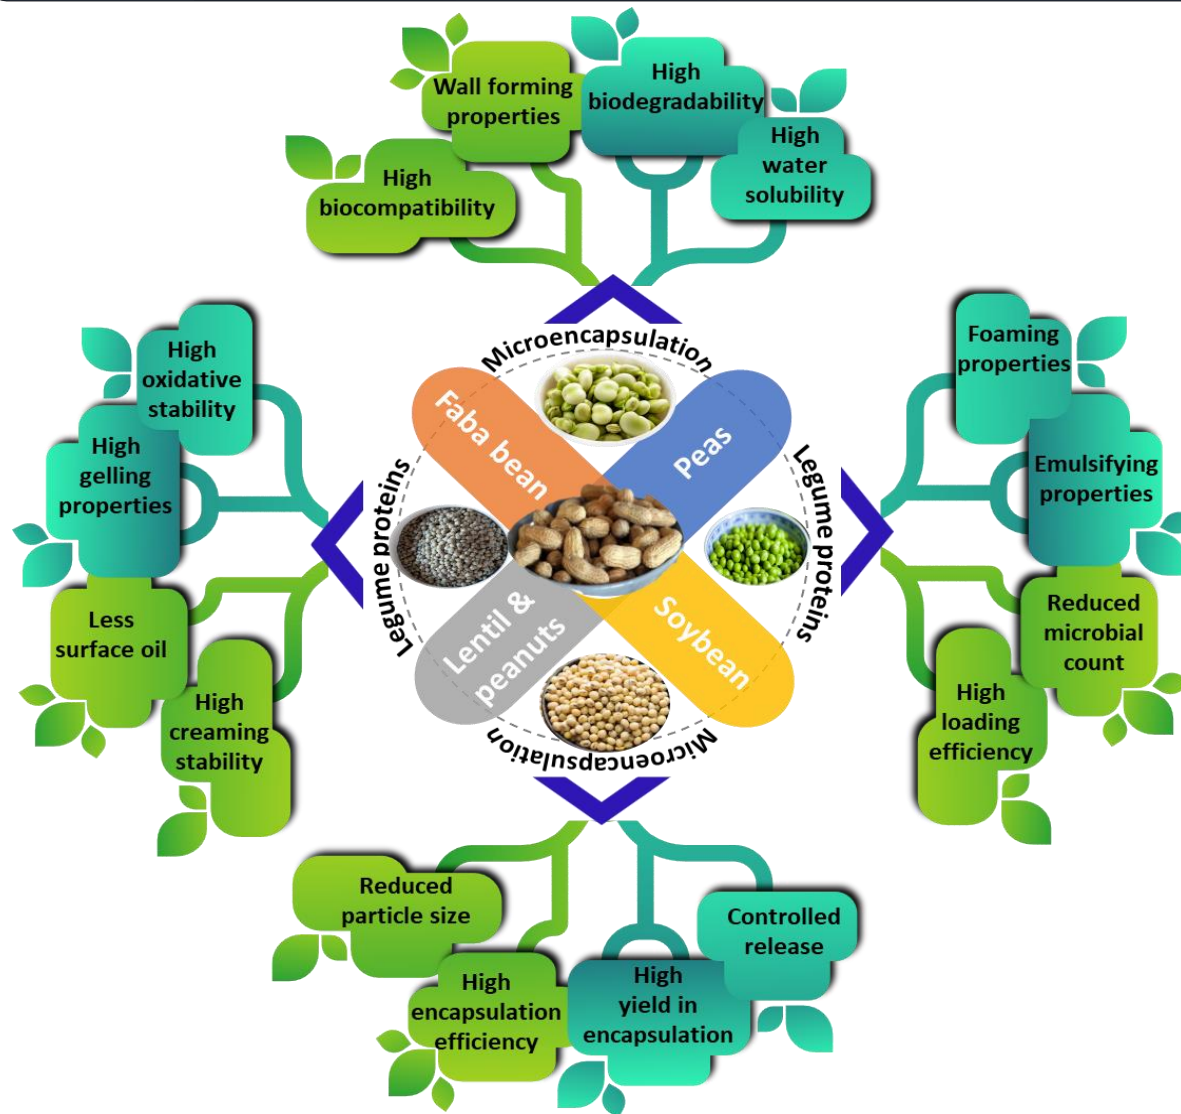 Wall forming
properties
High
biodegradability
High
water
solubility
High
biocompatibility
High
oxidative
stability
High
gelling
properties
Less
surface oil
High
creaming
stability
Microencapsulation
Faba bean
Peas
Legume proteins
Legume proteins
Lentil &
peanuts
Soybean
Microencapsulation
Foaming
properties
Emulsifying
properties
Reduced
microbial
count
High
loading
efficiency
Reduced
particle size
High
encapsulation
efficiency
High
yield in
encapsulation
Controlled
release